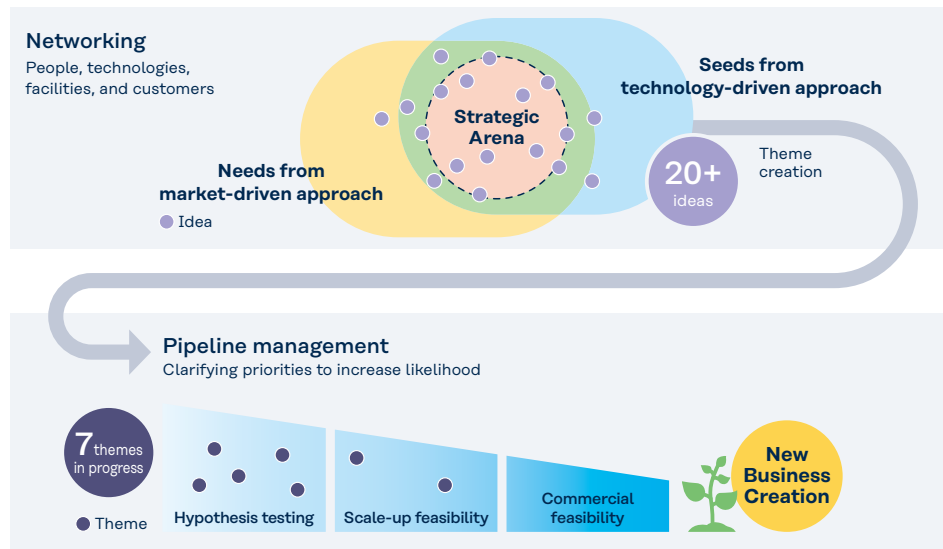 Networking
People, technologies,
facilities, and customers
Seeds from
technology-driven approach
Strategic
Arena
Needs from
market-driven approach
Idea
20+
ideas
Theme
creation
Pipeline management
Clarifying priorities to increase likelihood
7 themes
in progress
Theme
Hypothesis testing
Scale-up feasibility
Commercial
feasibility
New
Business
Creation